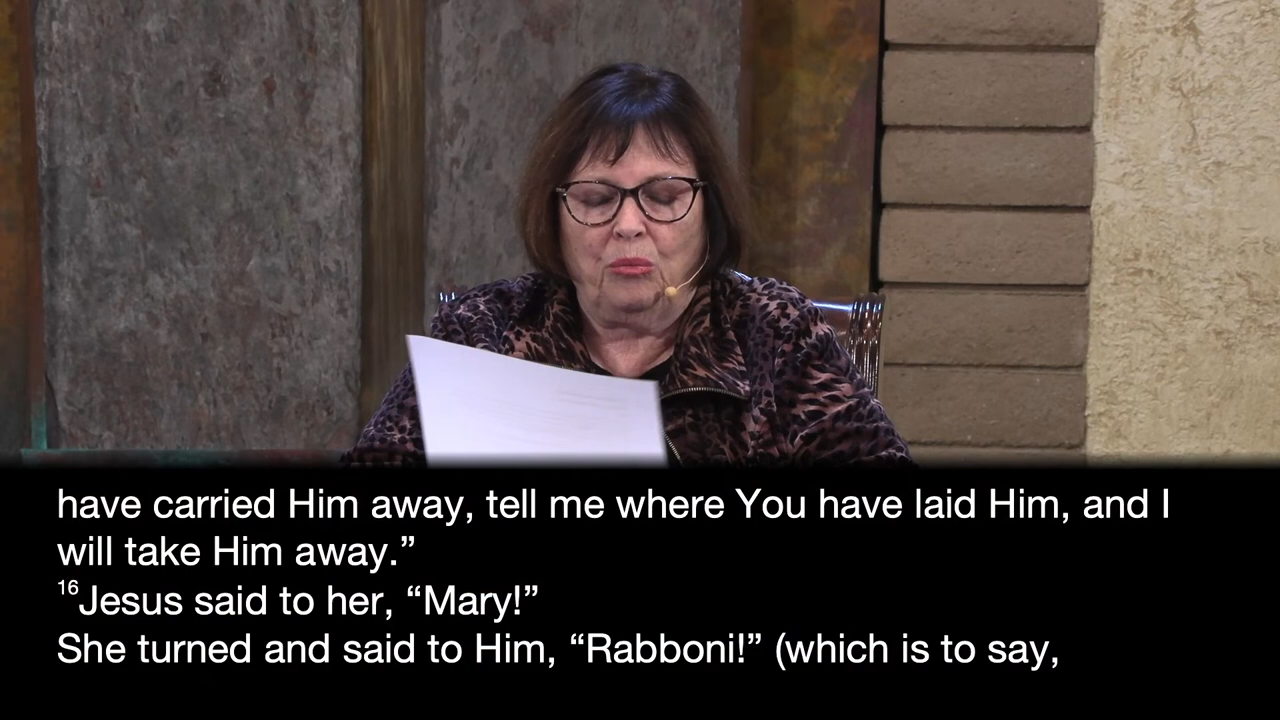 have carried Him away, tell me where You have laid Him, and I
will take Him away.”
16Jesus said to her, “Mary!”
She turned and said to Him, “Rabboni!” (which is to say,